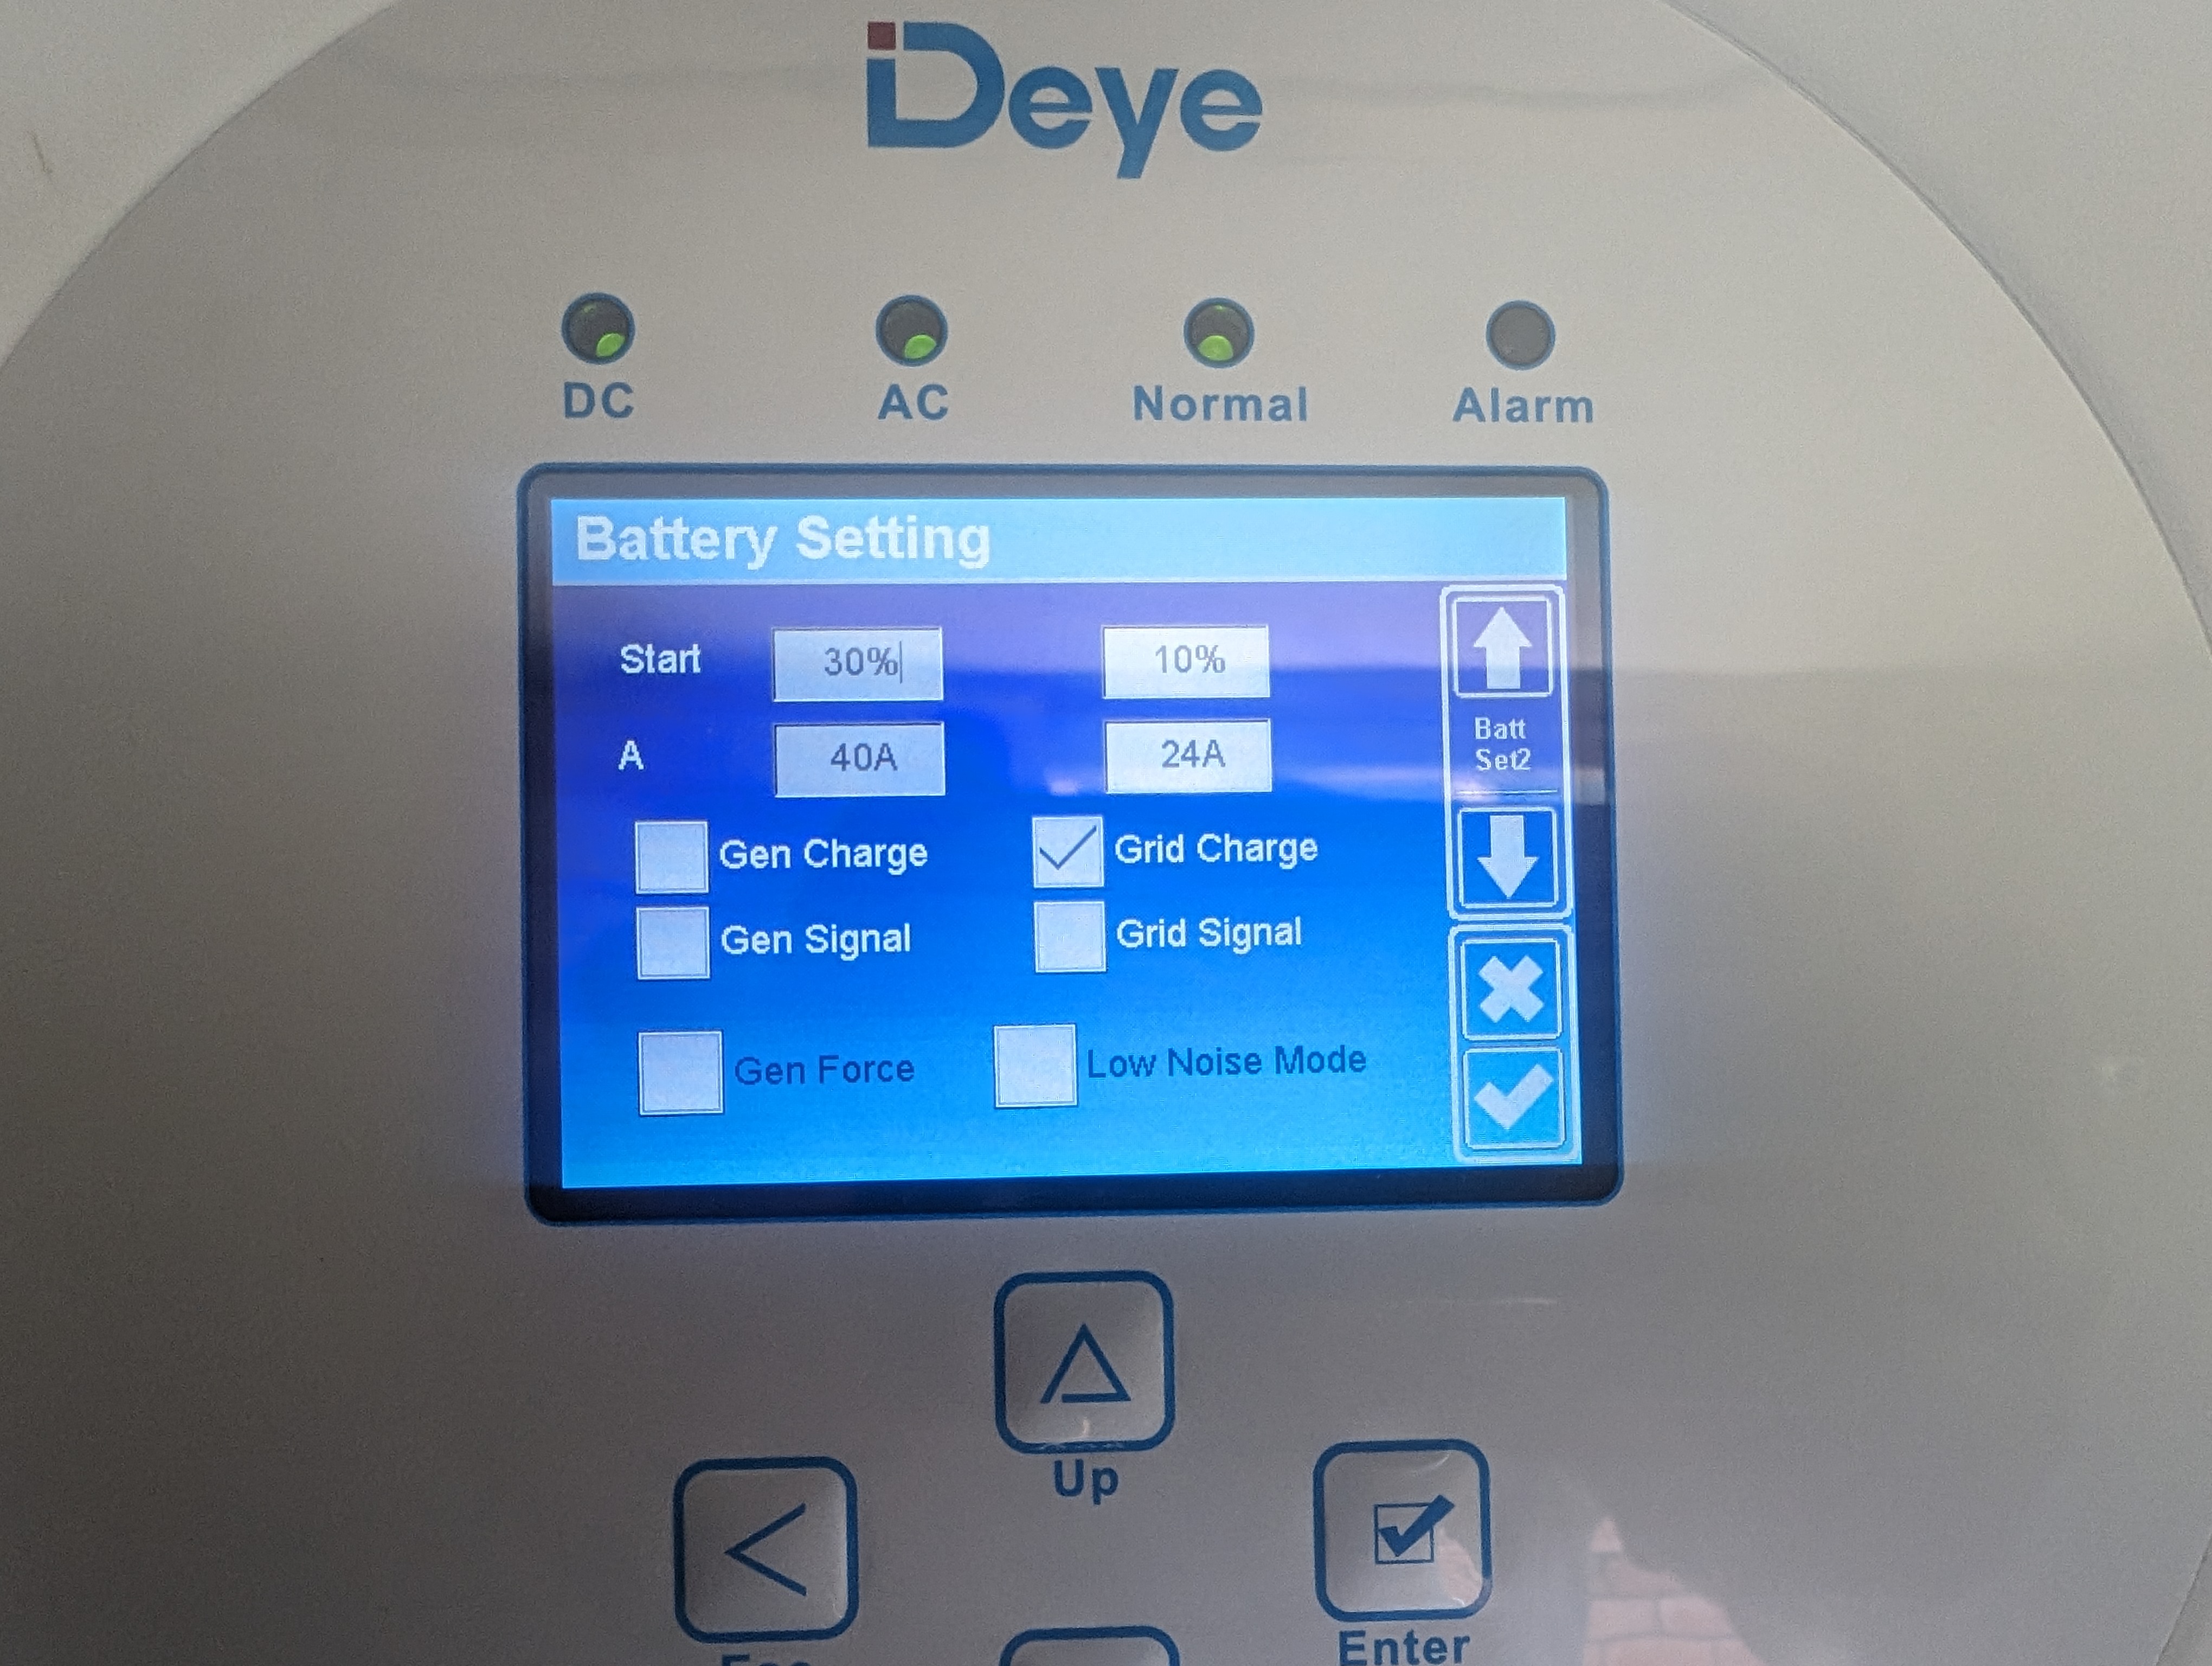 Deye
DC AC Normal Alarm
Battery Setting
Start 30% 10%
A 40A 24A
Batt
Set2
Gen Charge Grid Charge
Gen Signal Grid Signal
Gen Force Low Noise Mode
Up
Enter